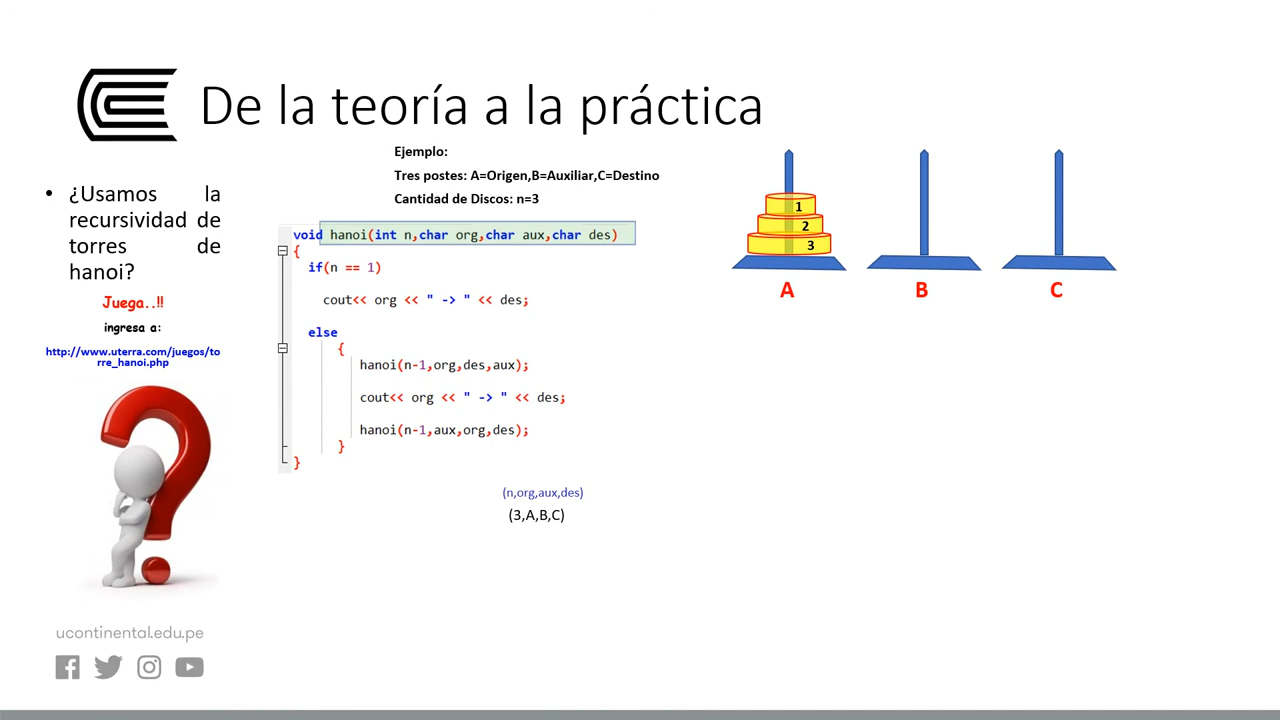 De la teoría a la práctica
• ¿Usamos la
recursividad de
torres de
hanoi?
Juega..!!
ingresa a:
http://www.uterra.com/juegos/to
rre_hanoi.php
Ejemplo:
Tres postes: A=Origen,B=Auxiliar,C=Destino
Cantidad de Discos: n=3
void hanoi(int n,char org,char aux,char des)
{
if(n == 1)
cout<< org << " -> " << des;
else
{
hanoi(n-1,org,des,aux);
cout<< org << " -> " << des;
hanoi(n-1,aux,org,des);
}
}
(n,org,aux,des)
(3,A,B,C)
1
2
3
A B C
ucontinental.edu.pe